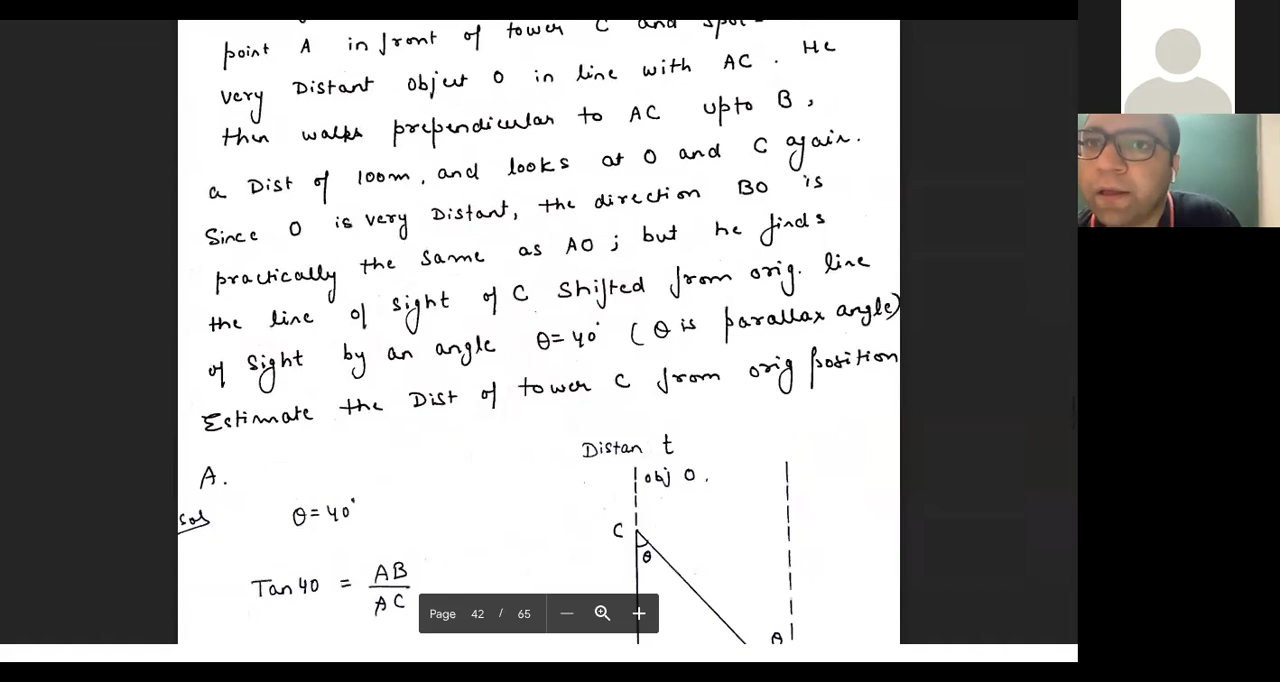 point A in front of tower C and spot-
very Distant object O in line with AC. He
then walks prependicular to AC upto B,
a Dist of 100m, and looks at O and C again.
Since O is very Distant, the direction BO is
practically the same as AO; but he finds
the line of sight of C shifted from orig. line
of sight by an angle θ=40° (θ is parallax angle)
Estimate the Dist of tower C from orig position
A.
Distan t
obj O.
Sol
θ=40°
C
θ
Tan 40 = AB
AC
θ
Page 42 / 65